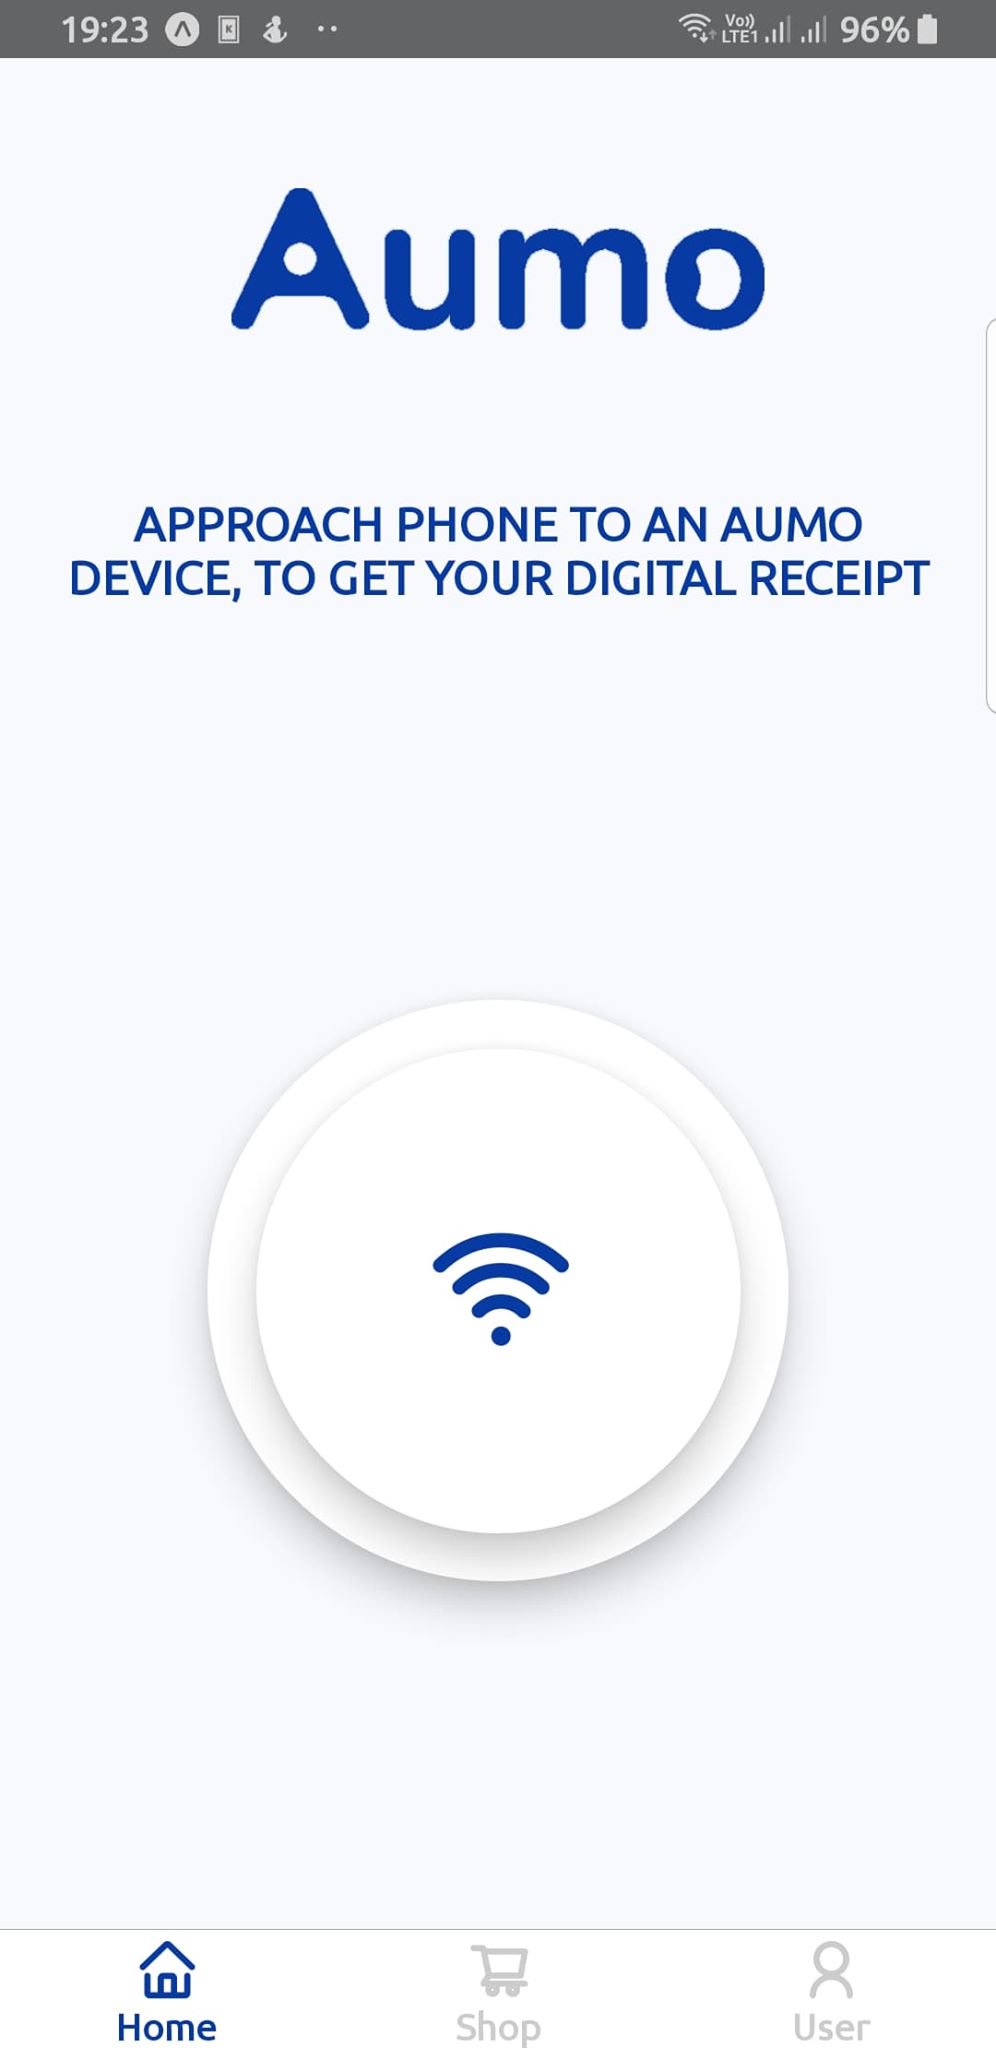 19:23
Vo))
LTE1
96%
Aumo
APPROACH PHONE TO AN AUMO
DEVICE, TO GET YOUR DIGITAL RECEIPT
Home
Shop
User